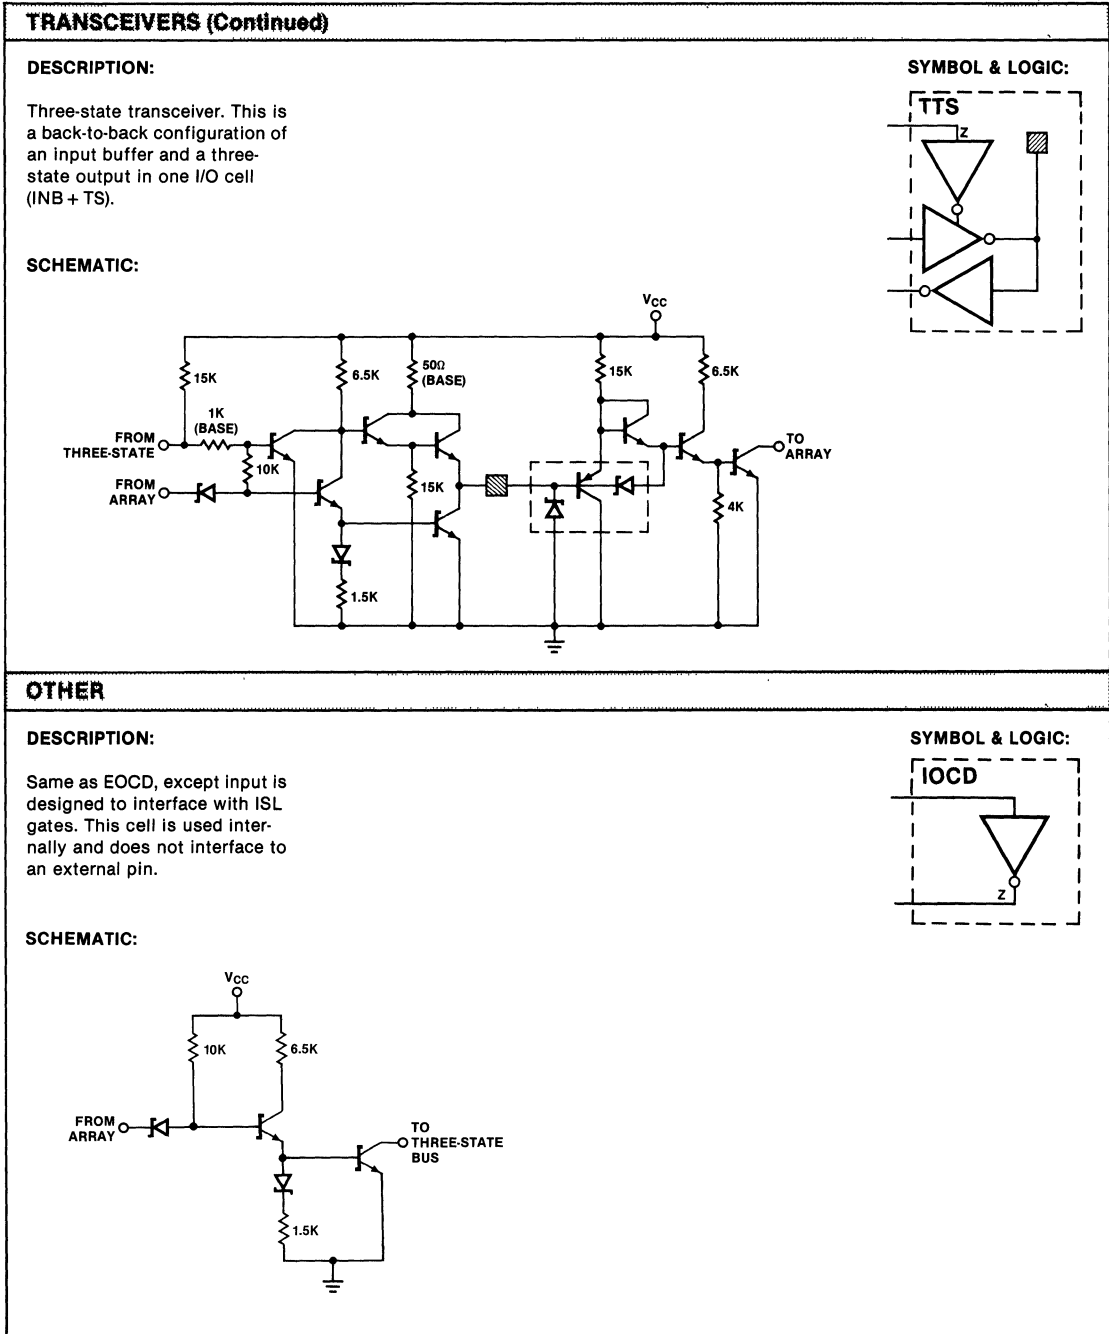 TRANSCEIVERS (Continued)
DESCRIPTION:
Three-state transceiver. This is
a back-to-back configuration of
an input buffer and a three-
state output in one I/O cell
(INB + TS).
SYMBOL & LOGIC:
TTS
Z
SCHEMATIC:
VCC
15K
6.5K
50Ω
(BASE)
15K
6.5K
1K
(BASE)
FROM
THREE-STATE
10K
FROM
ARRAY
15K
TO
ARRAY
4K
1.5K
OTHER
DESCRIPTION:
Same as EOCD, except input is
designed to interface with ISL
gates. This cell is used inter-
nally and does not interface to
an external pin.
SYMBOL & LOGIC:
IOCD
Z
SCHEMATIC:
VCC
10K
6.5K
FROM
ARRAY
TO
THREE-STATE
BUS
1.5K